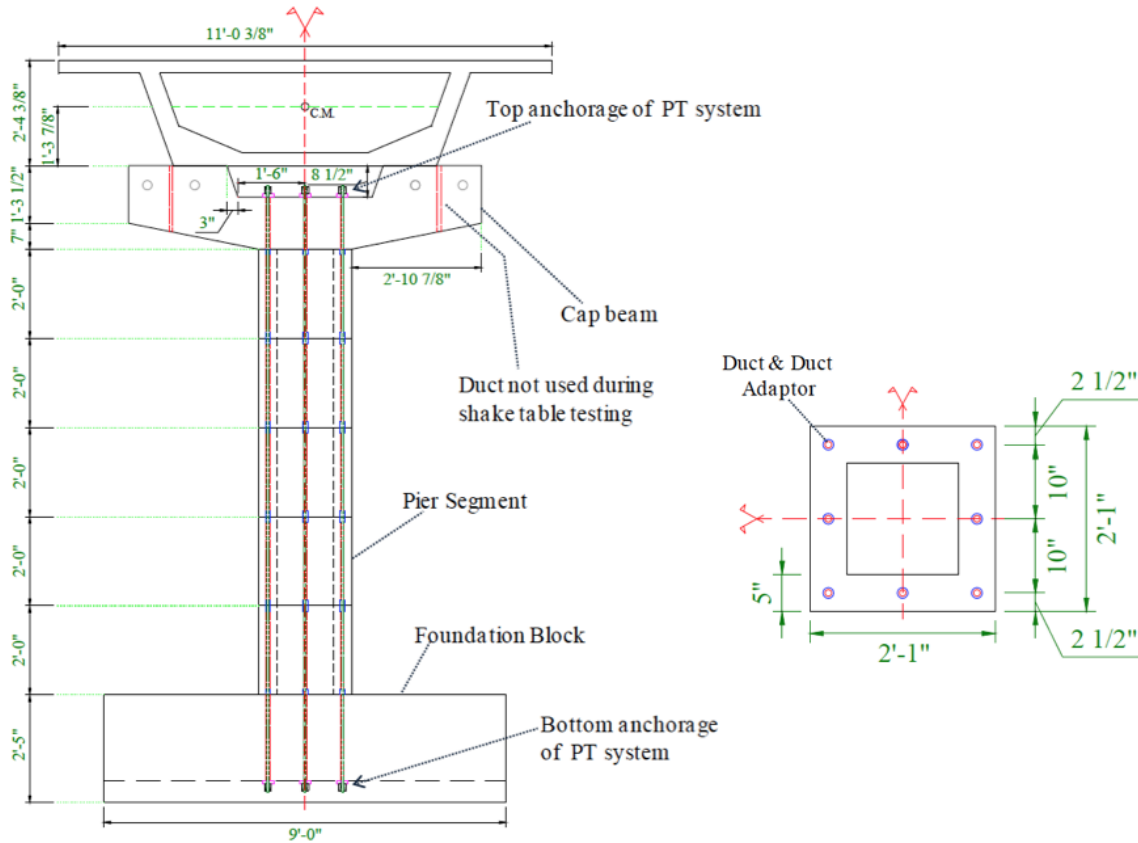 11'-0 3/8"
2'-4 3/8"
1'-3 7/8"
C.M.
Top anchorage of PT system
1'-6"
8 1/2"
1'-3 1/2"
3"
7"
2'-10 7/8"
Cap beam
2'-0"
2'-0"
2'-0"
2'-0"
2'-0"
Duct not used during
shake table testing
Pier Segment
Foundation Block
2'-5"
Bottom anchorage
of PT system
9'-0"
Duct & Duct
Adaptor
2 1/2"
10"
2'-1"
10"
5"
2 1/2"
2'-1"